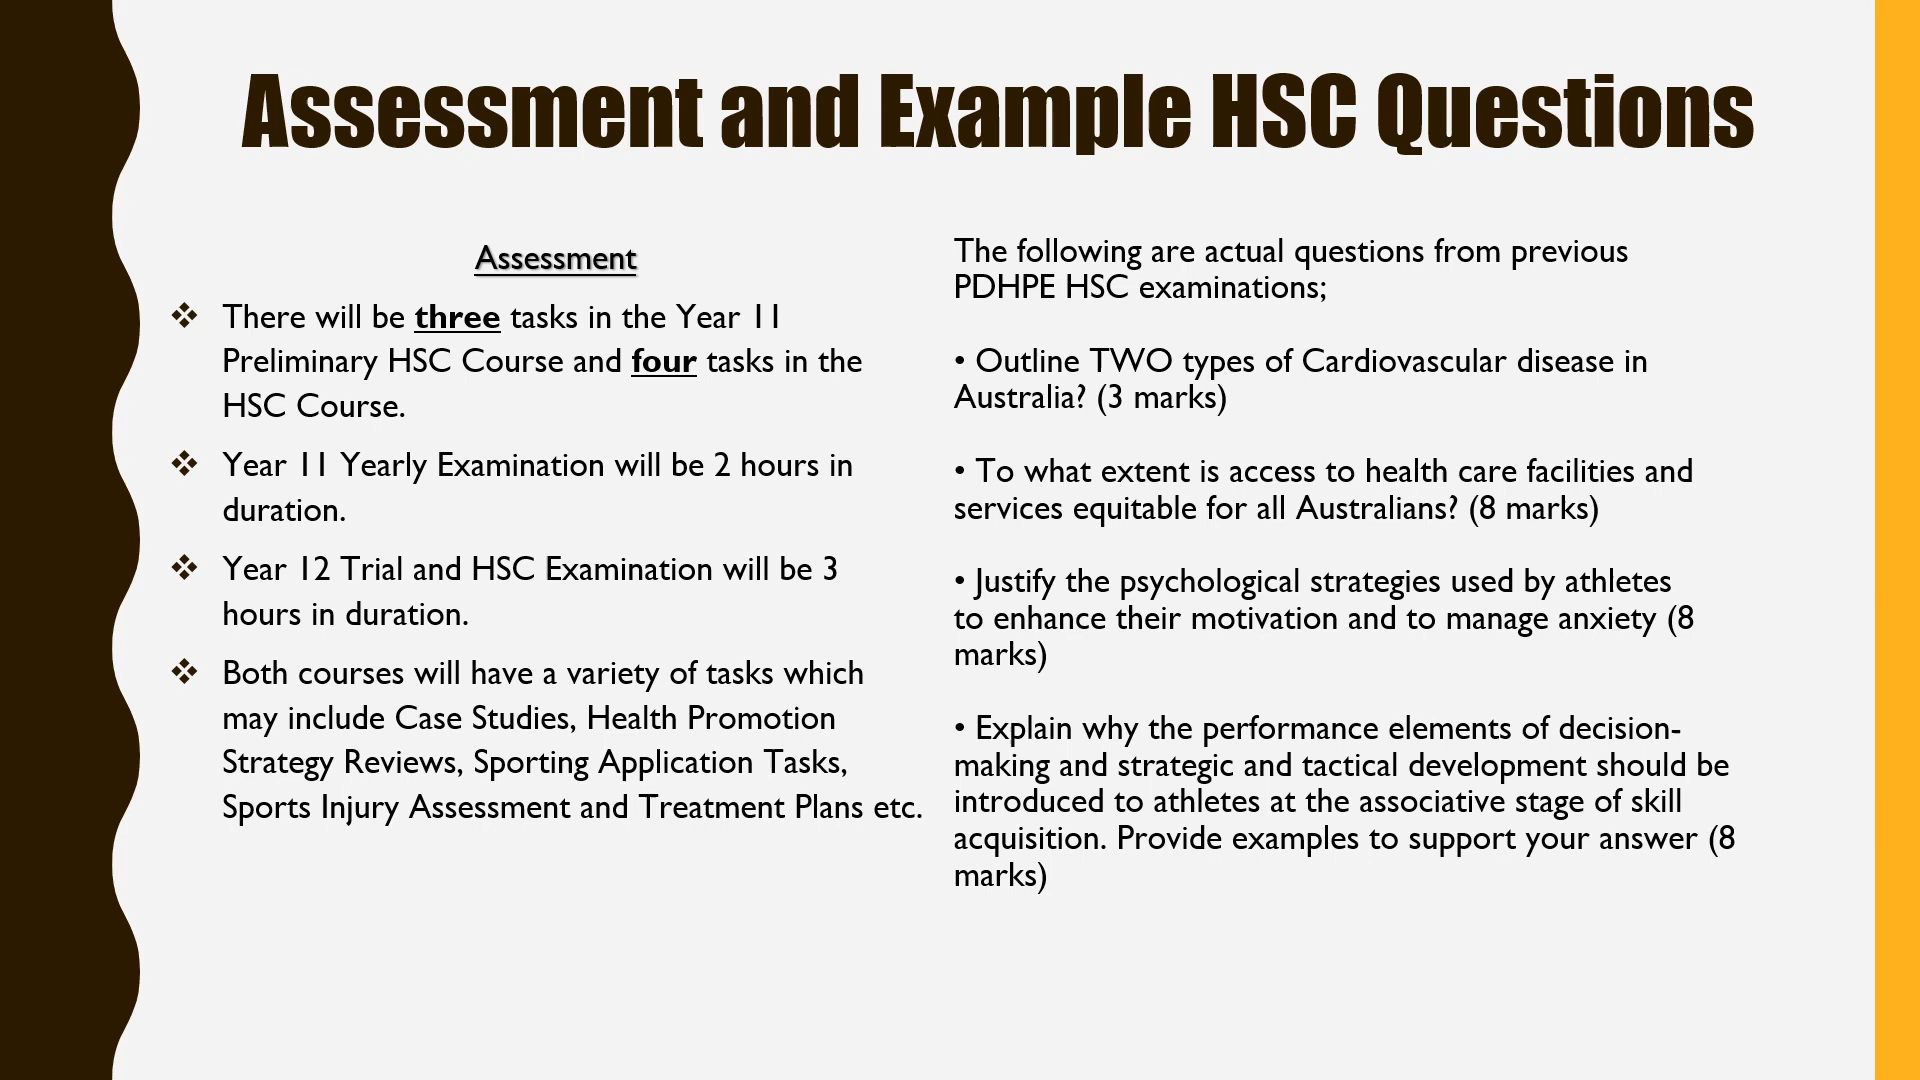 Assessment and Example HSC Questions
Assessment
❖ There will be three tasks in the Year 11
Preliminary HSC Course and four tasks in the
HSC Course.
❖ Year 11 Yearly Examination will be 2 hours in
duration.
❖ Year 12 Trial and HSC Examination will be 3
hours in duration.
❖ Both courses will have a variety of tasks which
may include Case Studies, Health Promotion
Strategy Reviews, Sporting Application Tasks,
Sports Injury Assessment and Treatment Plans etc.
The following are actual questions from previous
PDHPE HSC examinations;
• Outline TWO types of Cardiovascular disease in
Australia? (3 marks)
• To what extent is access to health care facilities and
services equitable for all Australians? (8 marks)
• Justify the psychological strategies used by athletes
to enhance their motivation and to manage anxiety (8
marks)
• Explain why the performance elements of decision-
making and strategic and tactical development should be
introduced to athletes at the associative stage of skill
acquisition. Provide examples to support your answer (8
marks)